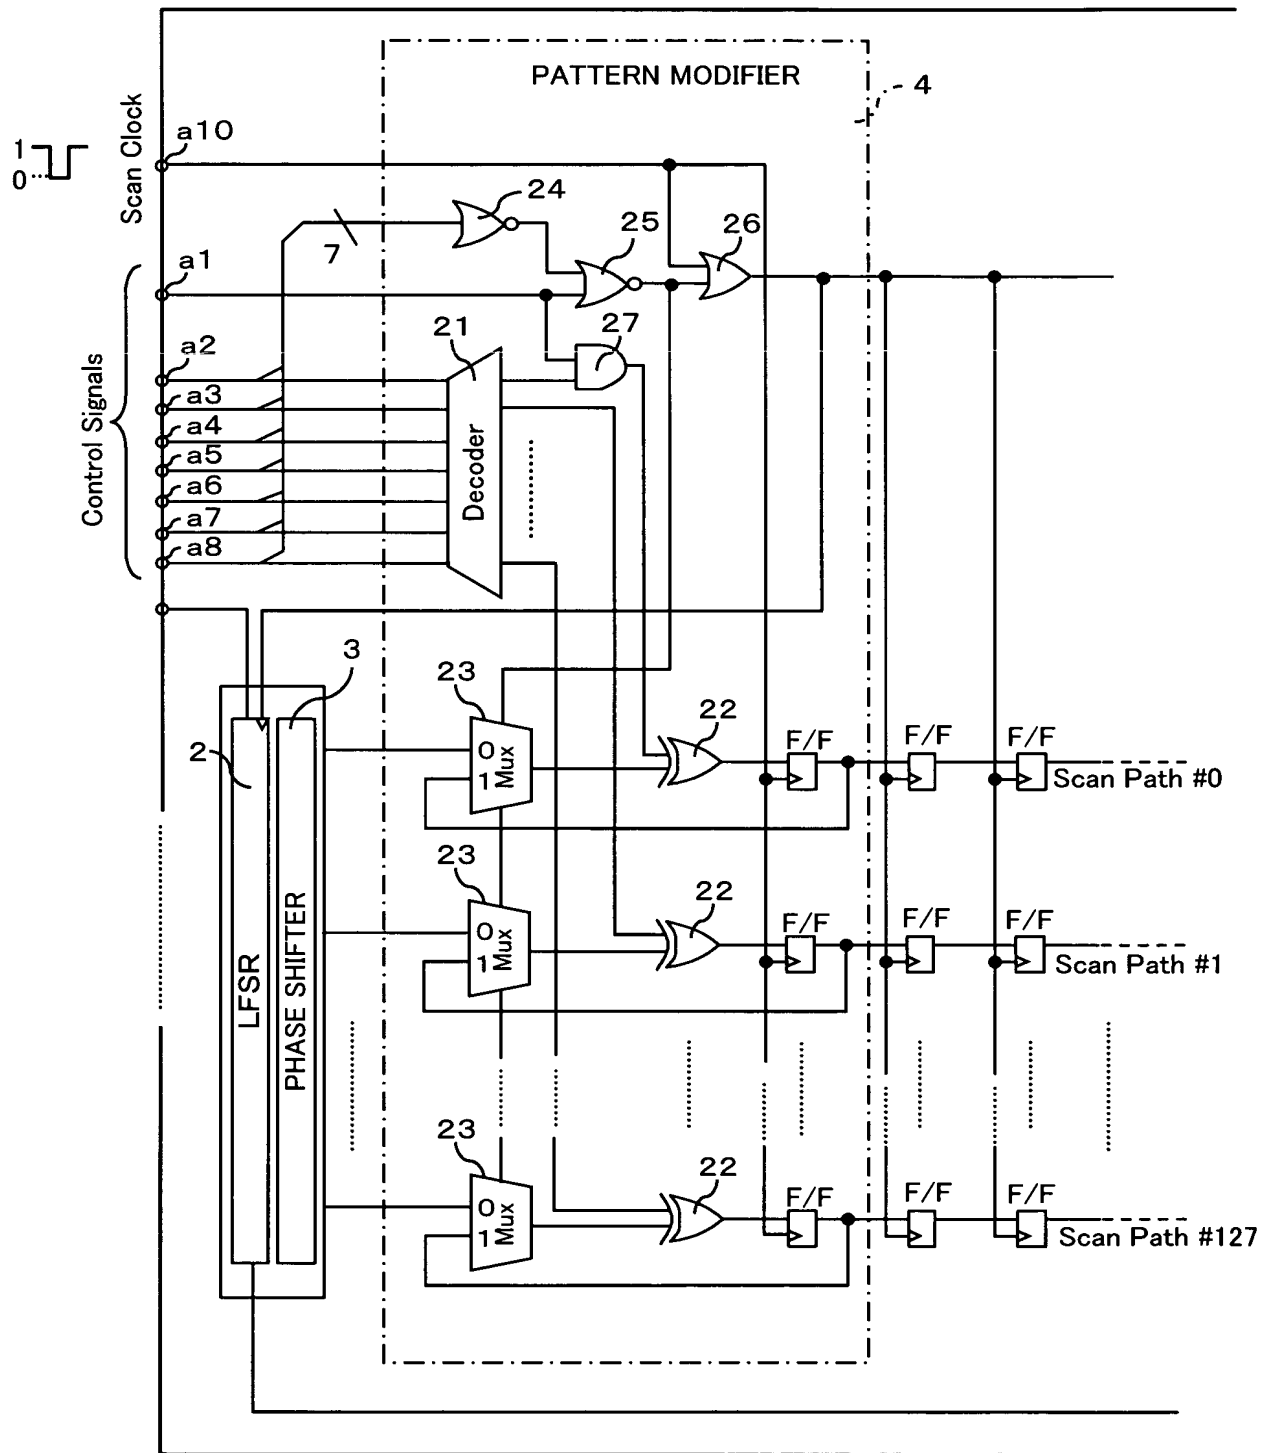 PATTERN MODIFIER
4
Scan Clock
a10
1
0
24
7
25
26
a1
27
21
Control Signals
a2
a3
a4
a5
a6
a7
a8
Decoder
3
2
LFSR
PHASE SHIFTER
23
0
1
Mux
22
F/F
F/F
F/F
Scan Path #0
23
0
1
Mux
22
F/F
F/F
F/F
Scan Path #1
23
0
1
Mux
22
F/F
F/F
F/F
Scan Path #127